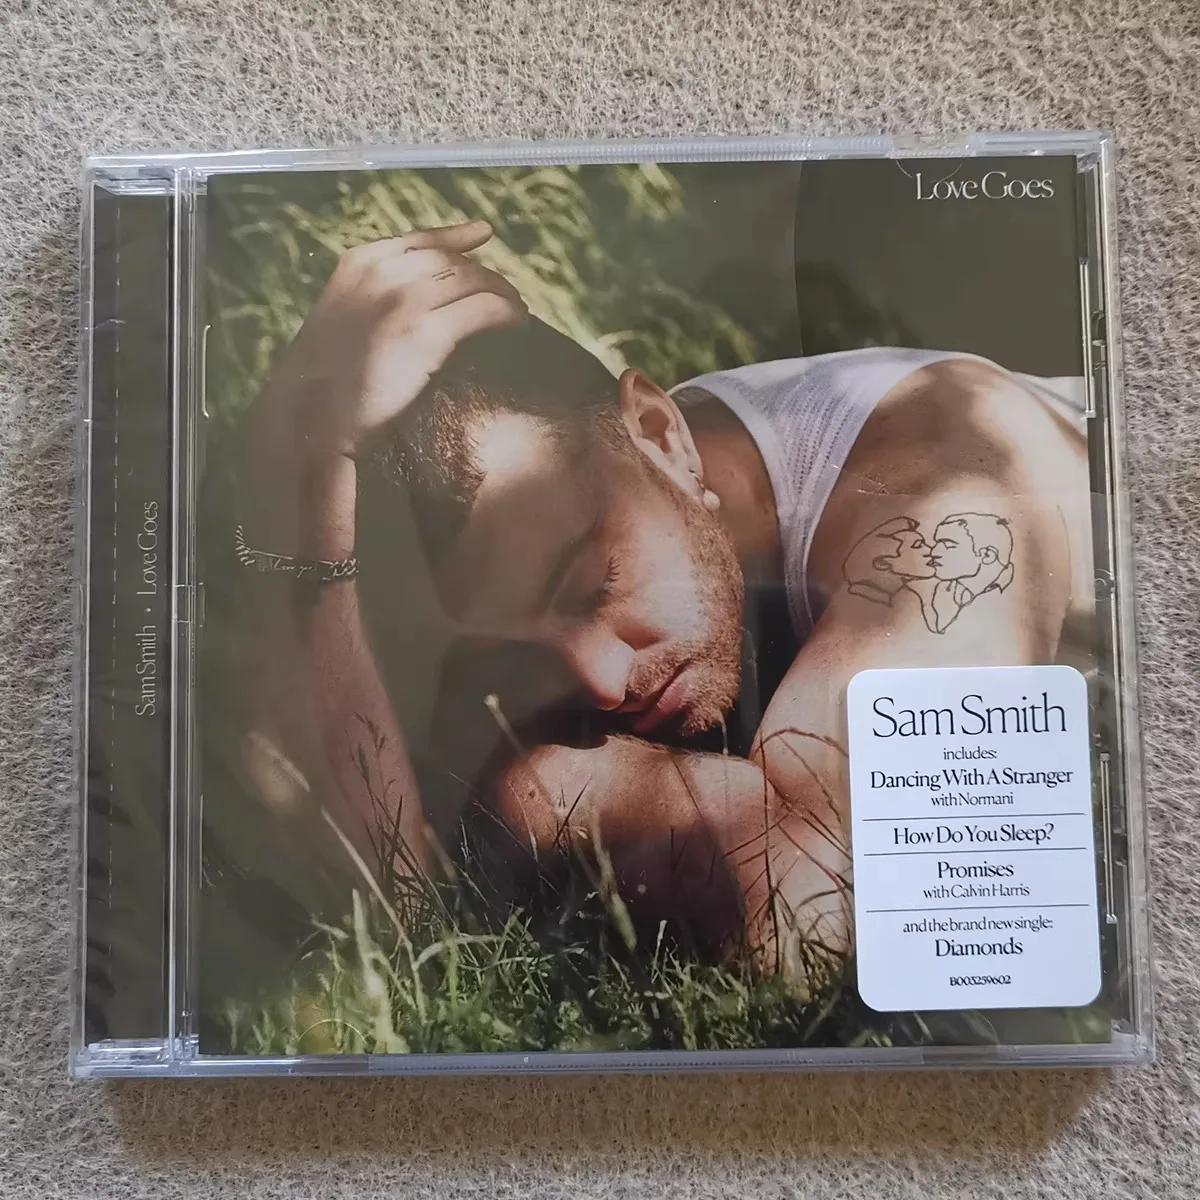 Love Goes
Sam Smith • Love Goes
Sam Smith
includes:
Dancing With A Stranger
with Normani
How Do You Sleep?
Promises
with Calvin Harris
and the brand new single:
Diamonds
B003259602